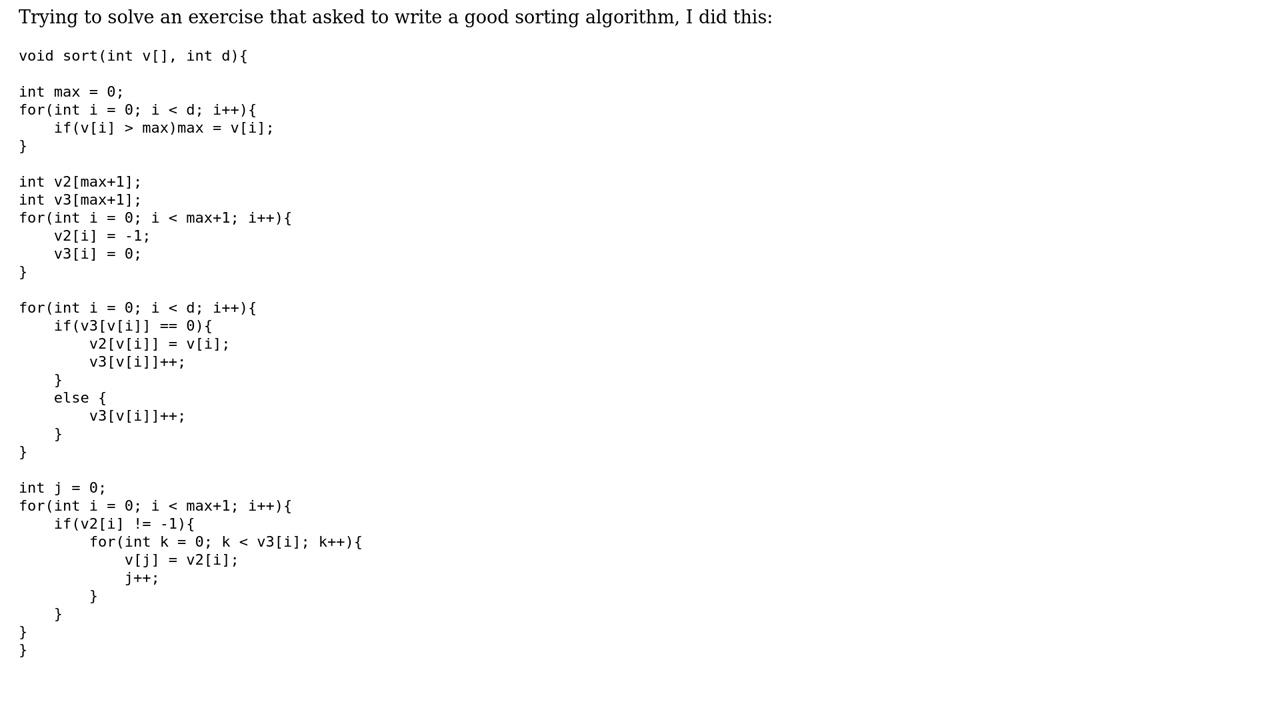 Trying to solve an exercise that asked to write a good sorting algorithm, I did this:
void sort(int v[], int d){
int max = 0;
for(int i = 0; i < d; i++){
    if(v[i] > max)max = v[i];
}
int v2[max+1];
int v3[max+1];
for(int i = 0; i < max+1; i++){
    v2[i] = -1;
    v3[i] = 0;
}
for(int i = 0; i < d; i++){
    if(v3[v[i]] == 0){
        v2[v[i]] = v[i];
        v3[v[i]]++;
    }
    else {
        v3[v[i]]++;
    }
}
int j = 0;
for(int i = 0; i < max+1; i++){
    if(v2[i] != -1){
        for(int k = 0; k < v3[i]; k++){
            v[j] = v2[i];
            j++;
        }
    }
}
}